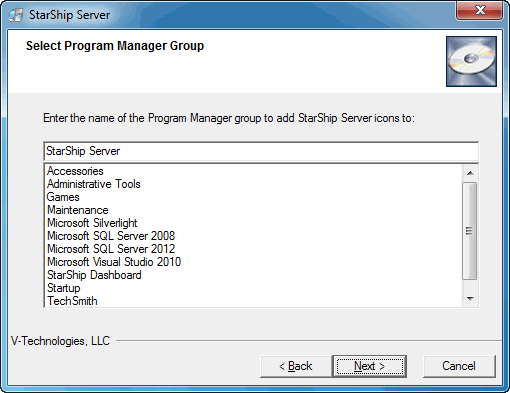 StarShip Server
Select Program Manager Group
Enter the name of the Program Manager group to add StarShip Server icons to:
StarShip Server
Accessories
Administrative Tools
Games
Maintenance
Microsoft Silverlight
Microsoft SQL Server 2008
Microsoft SQL Server 2012
Microsoft Visual Studio 2010
StarShip Dashboard
Startup
TechSmith
V-Technologies, LLC
< Back Next > Cancel